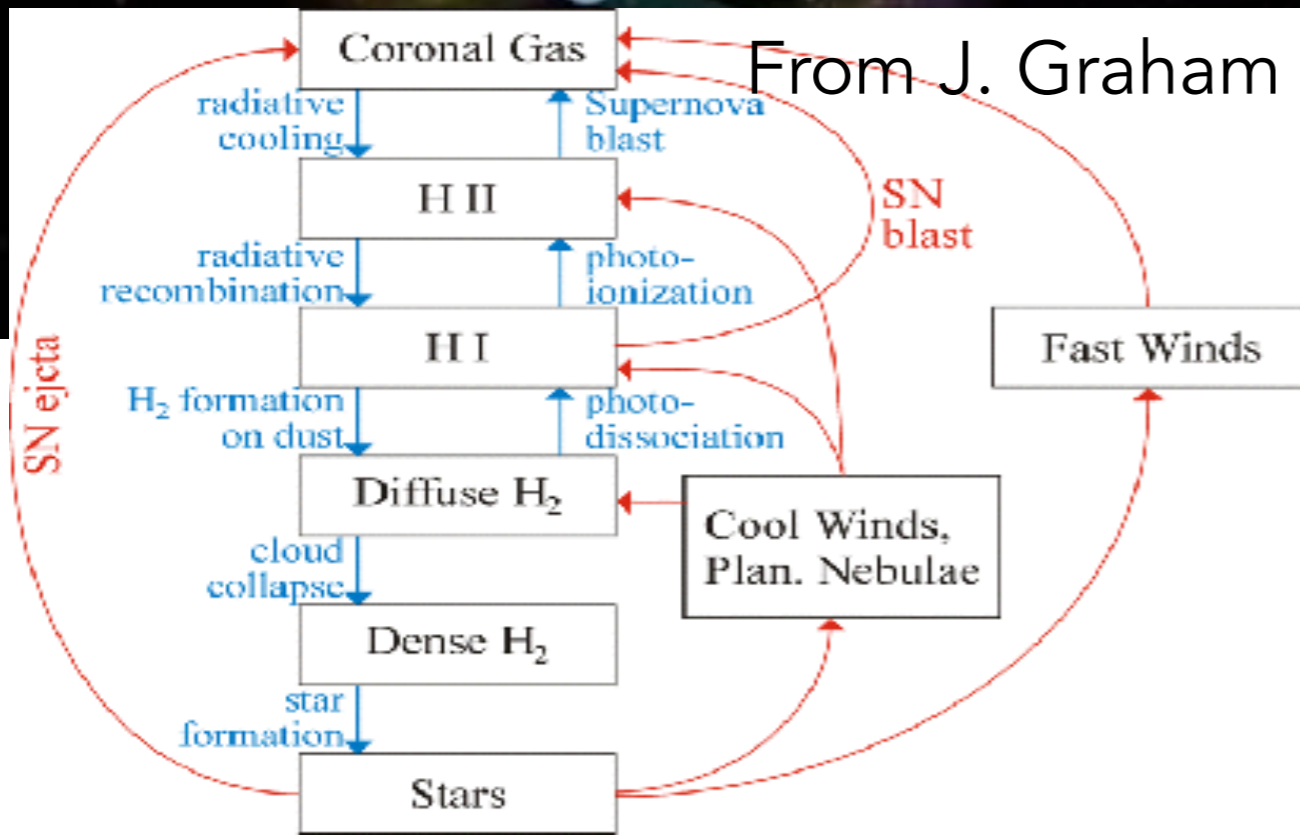 From J. Graham
Coronal Gas
radiative
cooling
Supernova
blast
H II
SN
blast
radiative
recombination
photo-
ionization
H I
Fast Winds
SN ejcta
H₂ formation
on dust
photo-
dissociation
Diffuse H₂
Cool Winds,
Plan. Nebulae
cloud
collapse
Dense H₂
star
formation
Stars